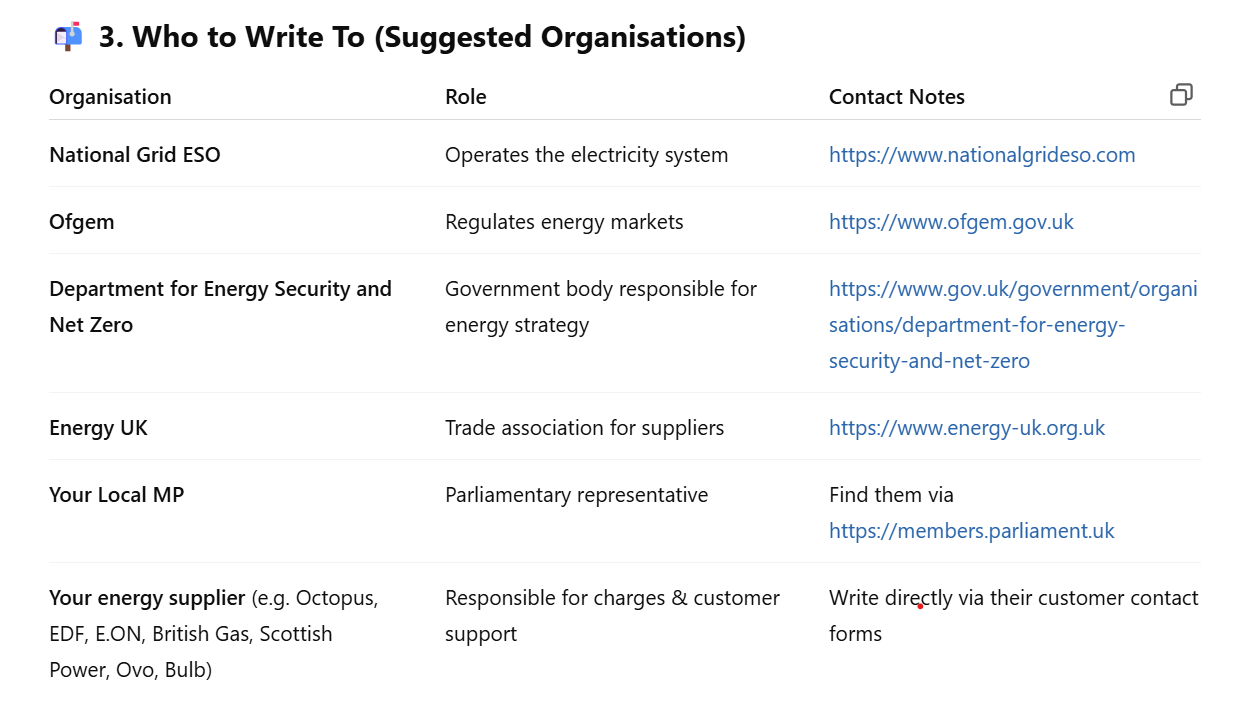 3. Who to Write To (Suggested Organisations)
Organisation Role Contact Notes
National Grid ESO Operates the electricity system https://www.nationalgrideso.com
Ofgem Regulates energy markets https://www.ofgem.gov.uk
Department for Energy Security and Government body responsible for https://www.gov.uk/government/organi
Net Zero energy strategy sations/department-for-energy-
security-and-net-zero
Energy UK Trade association for suppliers https://www.energy-uk.org.uk
Your Local MP Parliamentary representative Find them via
https://members.parliament.uk
Your energy supplier (e.g. Octopus, Responsible for charges & customer Write directly via their customer contact
EDF, E.ON, British Gas, Scottish support forms
Power, Ovo, Bulb)